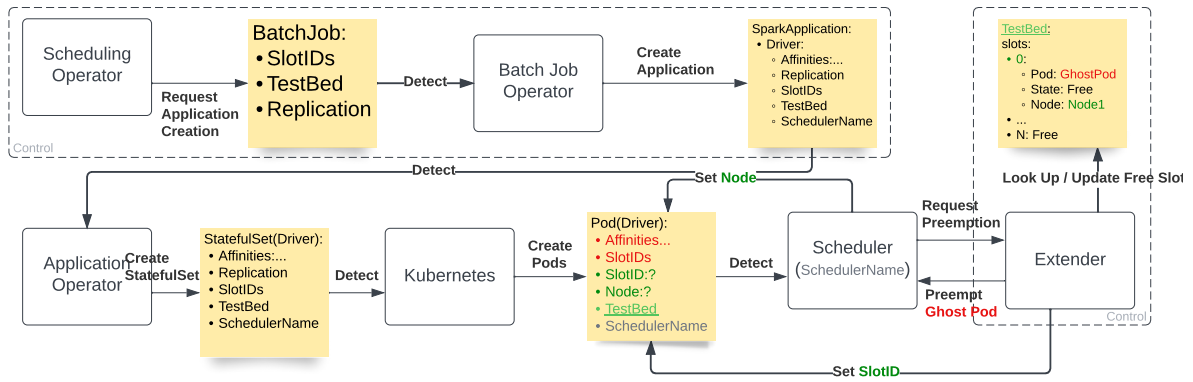 Scheduling
Operator
Request
Application
Creation
Control
BatchJob:
• SlotIDs
• TestBed
• Replication
Detect
Batch Job
Operator
Create
Application
SparkApplication:
• Driver:
◦ Affinities:...
◦ Replication
◦ SlotIDs
◦ TestBed
◦ SchedulerName
TestBed:
slots:
• 0:
◦ Pod: GhostPod
◦ State: Free
◦ Node: Node1
• ...
• N: Free
Detect
Set Node
Look Up / Update Free Slot
Application
Operator
Create
StatefulSet
StatefulSet(Driver):
• Affinities:...
• Replication
• SlotIDs
• TestBed
• SchedulerName
Detect
Kubernetes
Create
Pods
Pod(Driver):
• Affinities...
• SlotIDs
• SlotID:?
• Node:?
• TestBed
• SchedulerName
Detect
Scheduler
(SchedulerName)
Request
Preemption
Preempt
Ghost Pod
Extender
Control
Set SlotID